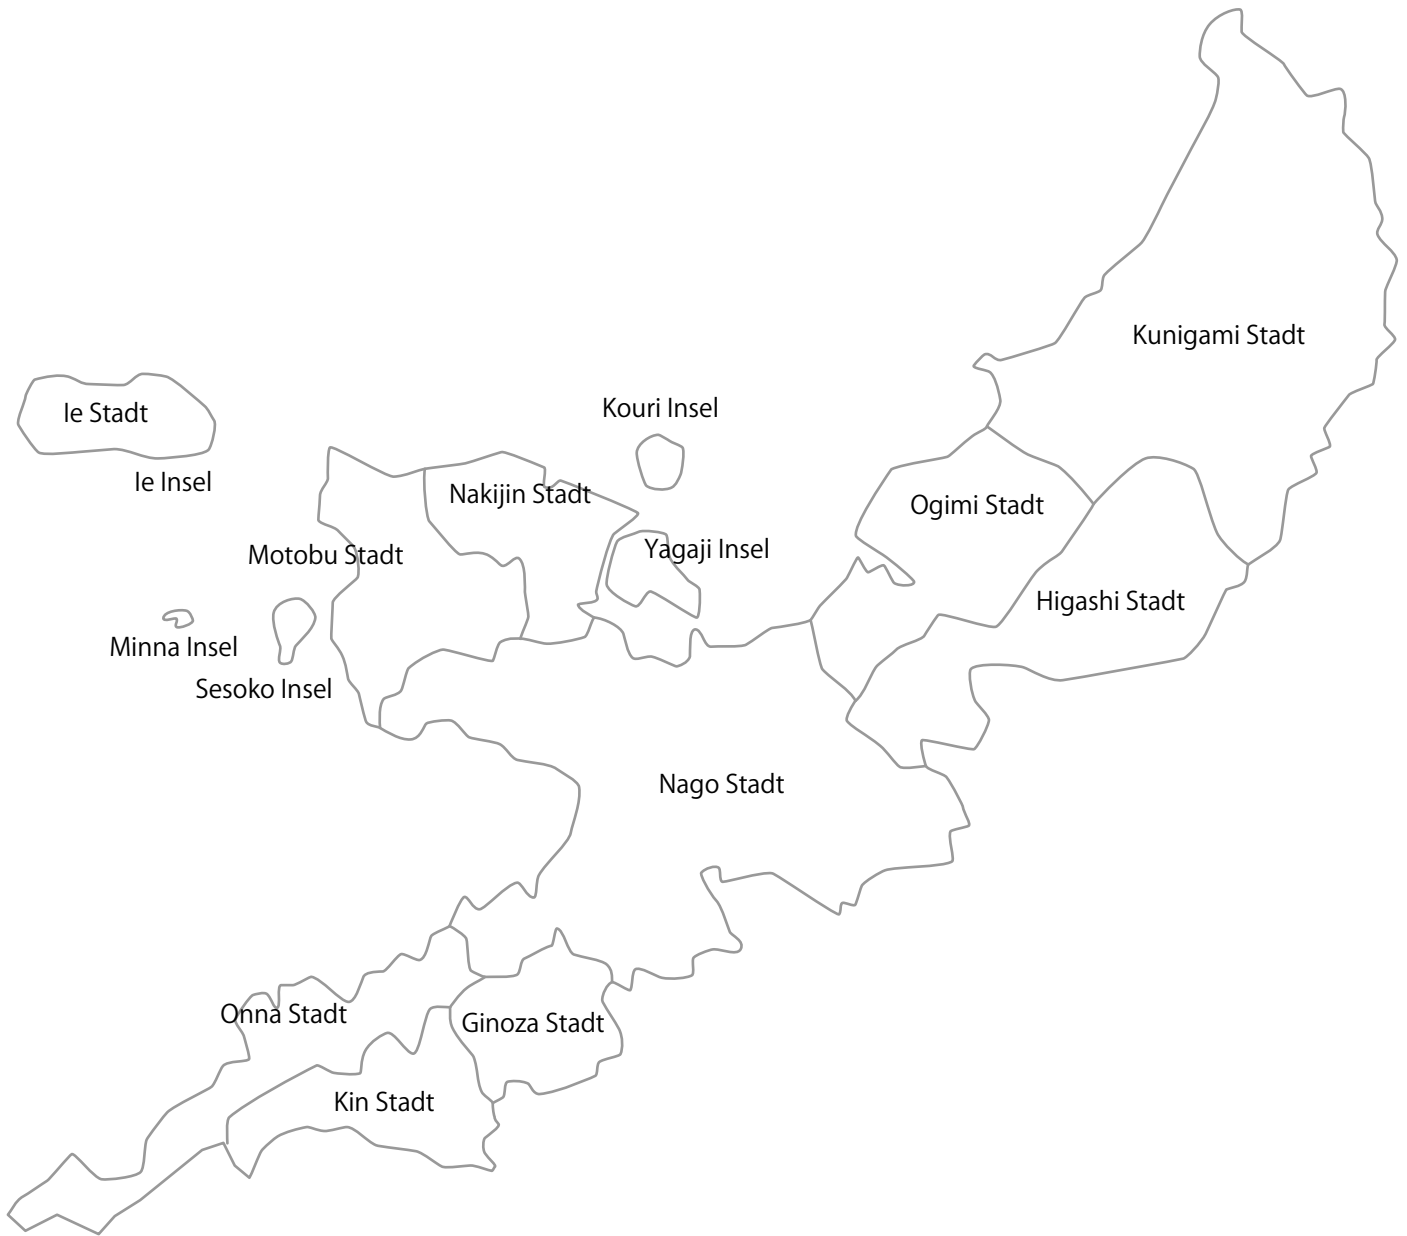 Kunigami Stadt
Ie Stadt
Kouri Insel
Ie Insel
Nakijin Stadt
Ogimi Stadt
Motobu Stadt
Yagaji Insel
Higashi Stadt
Minna Insel
Sesoko Insel
Nago Stadt
Onna Stadt
Ginoza Stadt
Kin Stadt